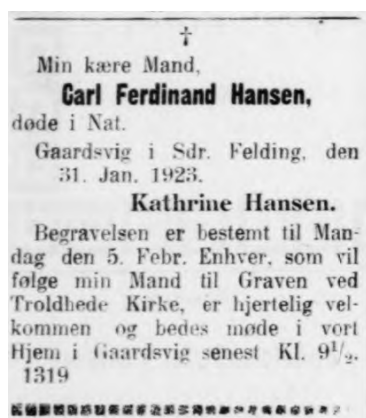 †
Min kære Mand,
Carl Ferdinand Hansen,
døde i Nat.
Gaardsvig i Sdr. Felding, den
31. Jan. 1923.
Kathrine Hansen.
Begravelsen er bestemt til Man-
dag den 5. Febr. Enhver, som vil
følge min Mand til Graven ved
Troldhede Kirke, er hjertelig vel-
kommen og bedes møde i vort
Hjem i Gaardsvig senest Kl. 9½.
1319